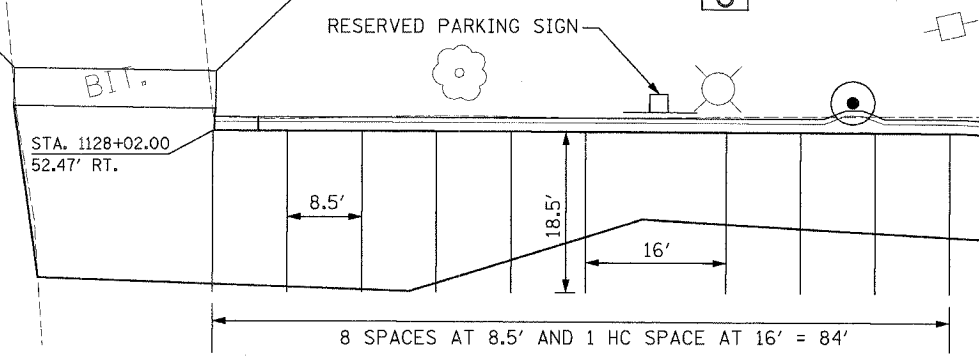 RESERVED PARKING SIGN
BIT.
STA. 1128+02.00
52.47' RT.
8.5'
18.5'
16'
8 SPACES AT 8.5' AND 1 HC SPACE AT 16' = 84'